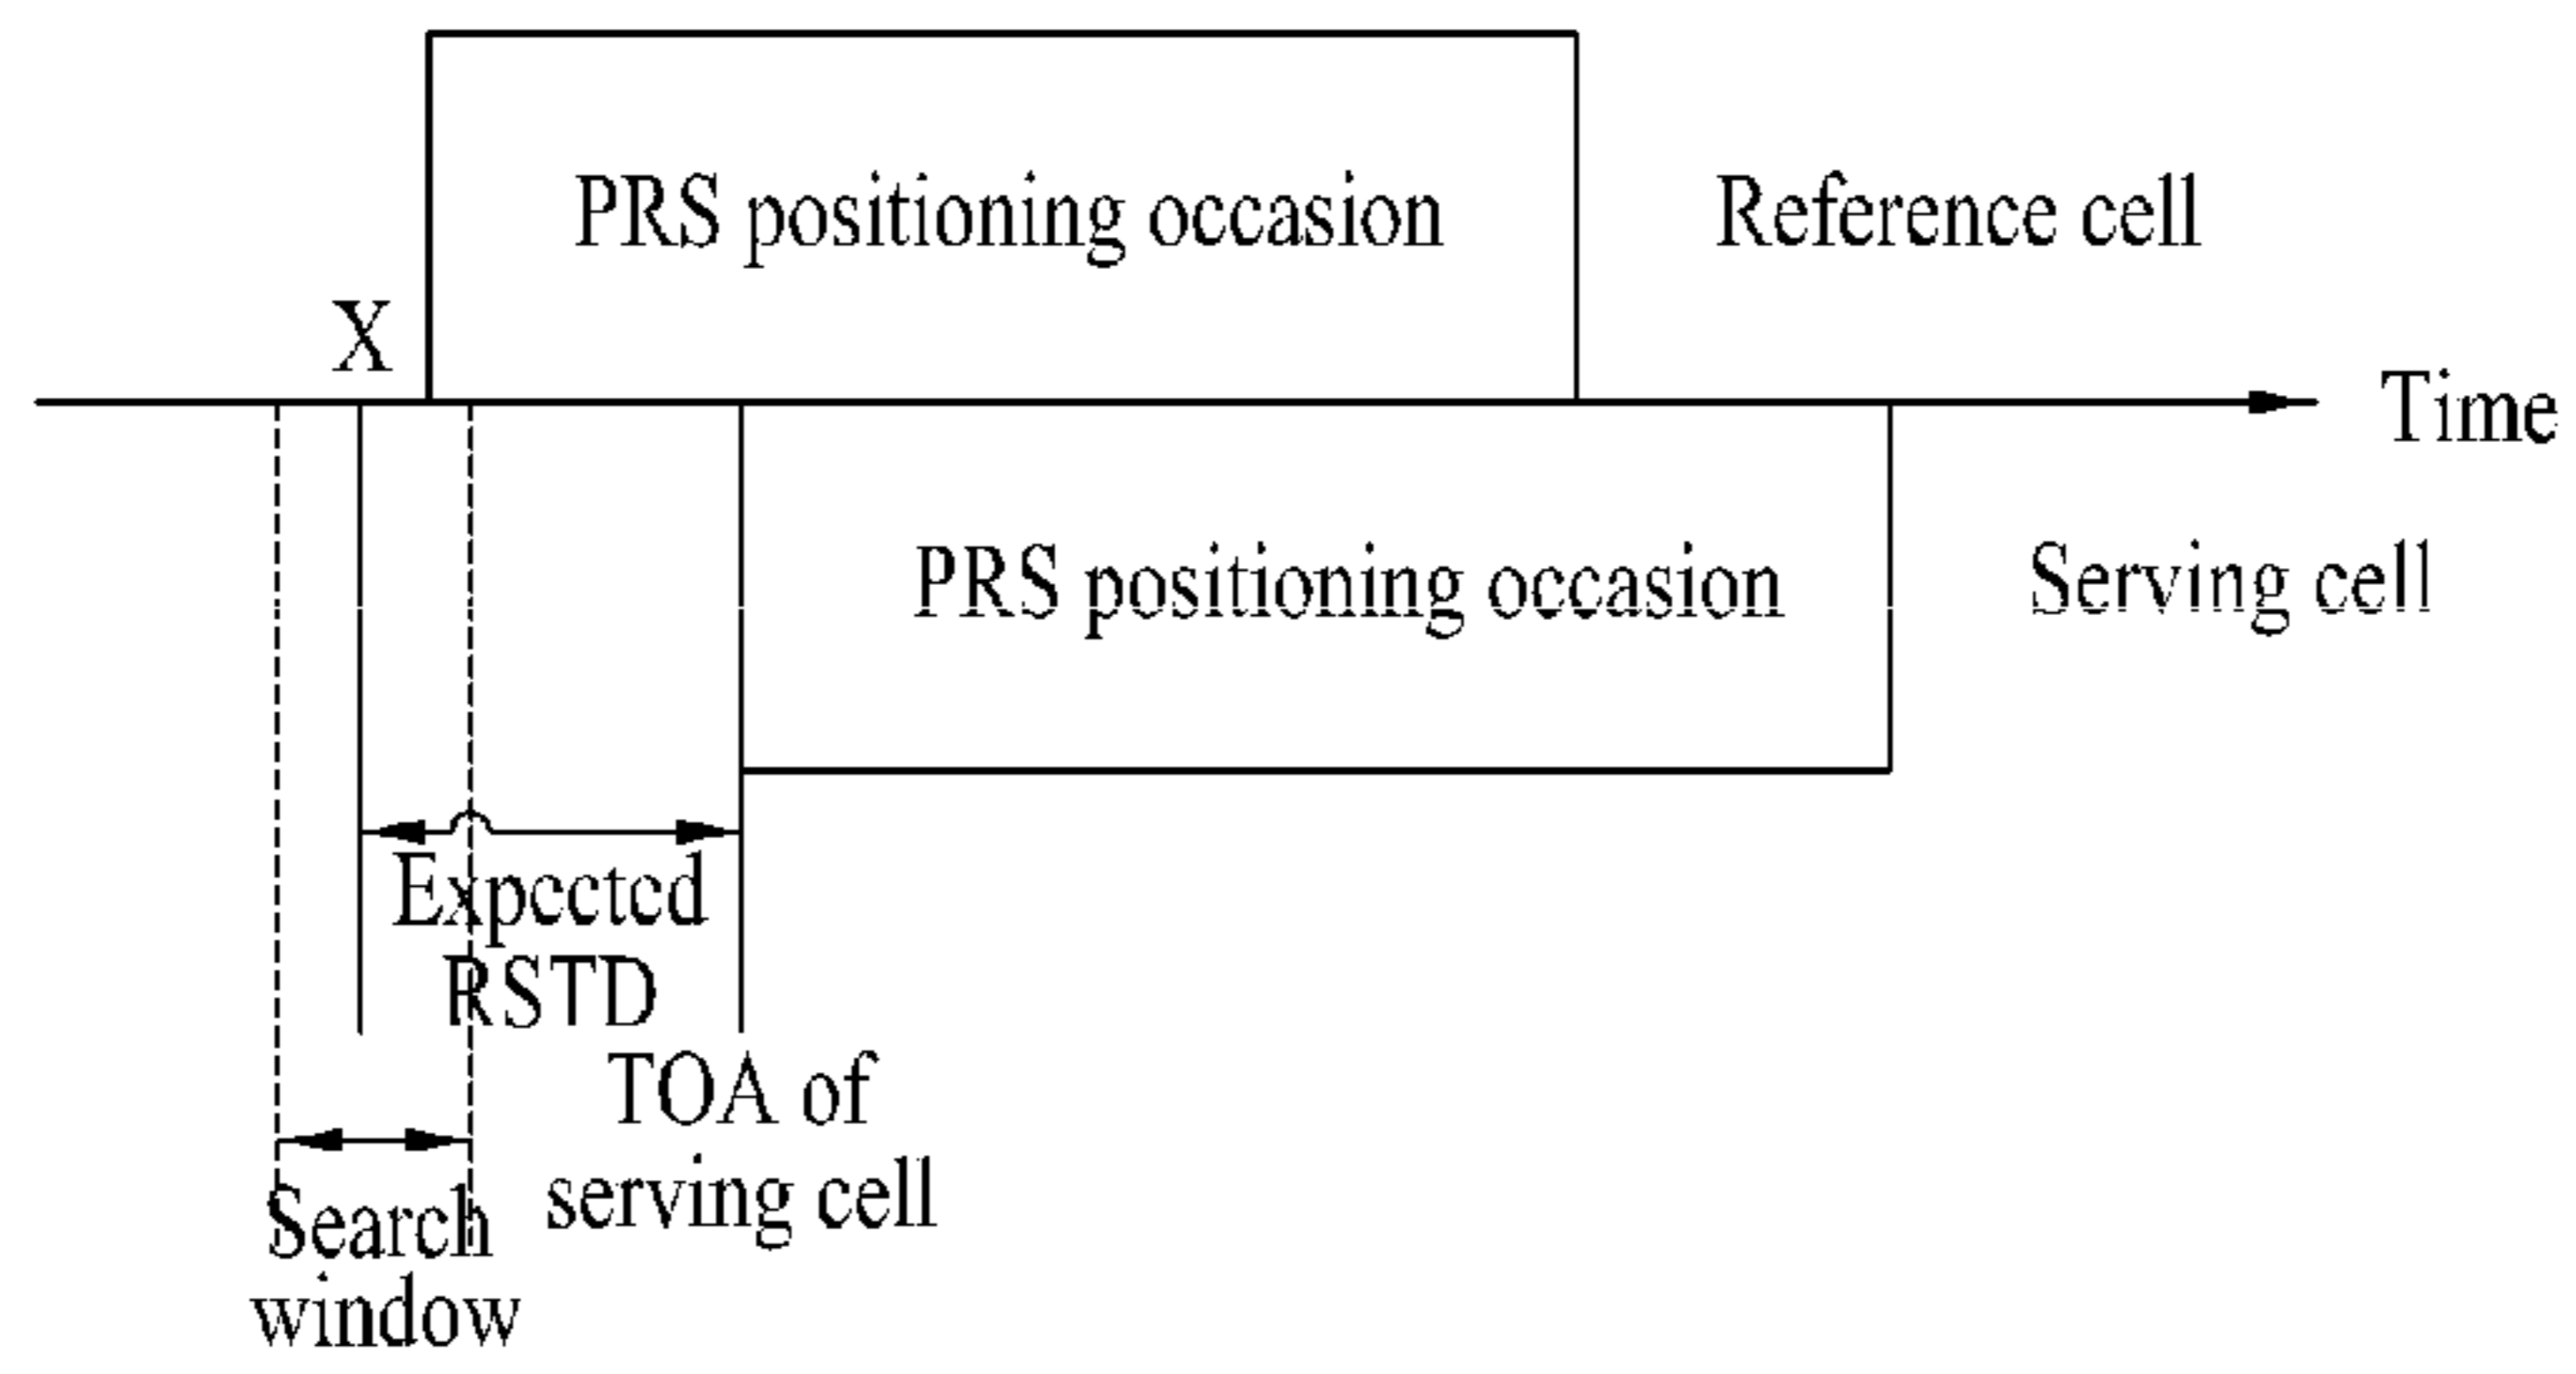 PRS positioning occasion
Reference cell
X
Time
PRS positioning occasion
Serving cell
Expected
RSTD
TOA of
serving cell
Search
window